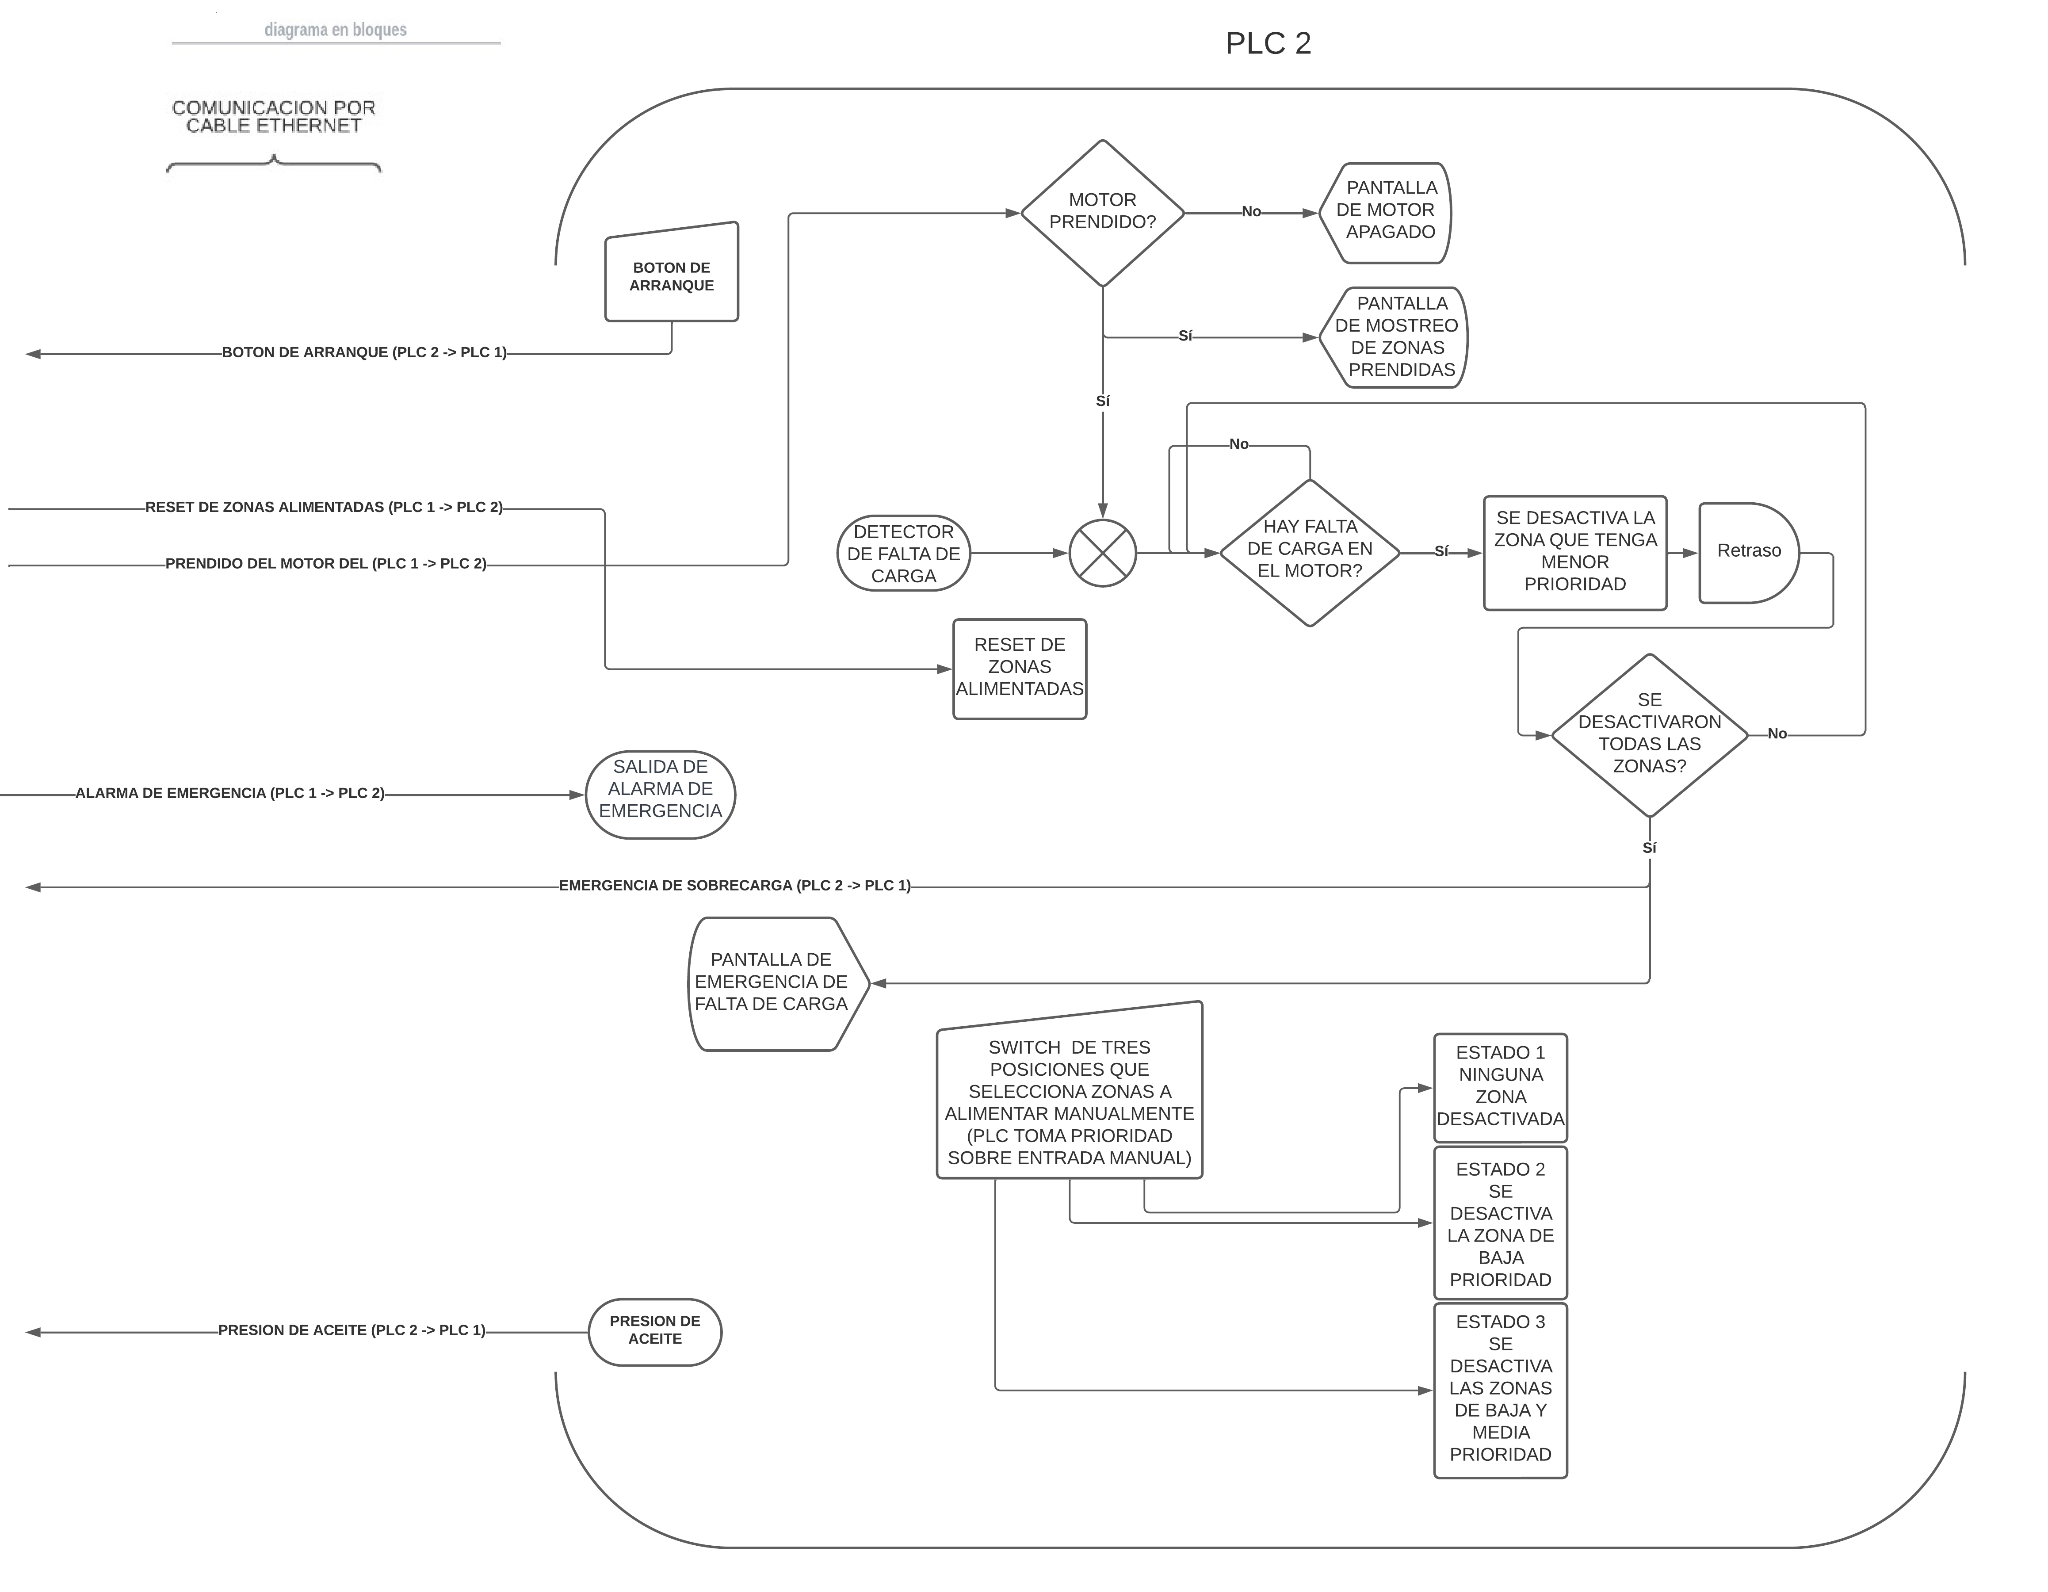 diagrama en bloques
PLC 2
COMUNICACION POR
CABLE ETHERNET
MOTOR
PRENDIDO?
No
PANTALLA
DE MOTOR
APAGADO
BOTON DE
ARRANQUE
PANTALLA
DE MOSTREO
DE ZONAS
PRENDIDAS
Sí
BOTON DE ARRANQUE (PLC 2 -> PLC 1)
Sí
No
RESET DE ZONAS ALIMENTADAS (PLC 1 -> PLC 2)
PRENDIDO DEL MOTOR DEL (PLC 1 -> PLC 2)
DETECTOR
DE FALTA DE
CARGA
HAY FALTA
DE CARGA EN
EL MOTOR?
Sí
SE DESACTIVA LA
ZONA QUE TENGA
MENOR
PRIORIDAD
Retraso
RESET DE
ZONAS
ALIMENTADAS
SE
DESACTIVARON
TODAS LAS
ZONAS?
No
Sí
SALIDA DE
ALARMA DE
EMERGENCIA
ALARMA DE EMERGENCIA (PLC 1 -> PLC 2)
EMERGENCIA DE SOBRECARGA (PLC 2 -> PLC 1)
PANTALLA DE
EMERGENCIA DE
FALTA DE CARGA
SWITCH DE TRES
POSICIONES QUE
SELECCIONA ZONAS A
ALIMENTAR MANUALMENTE
(PLC TOMA PRIORIDAD
SOBRE ENTRADA MANUAL)
ESTADO 1
NINGUNA
ZONA
DESACTIVADA
ESTADO 2
SE
DESACTIVA
LA ZONA DE
BAJA
PRIORIDAD
ESTADO 3
SE
DESACTIVA
LAS ZONAS
DE BAJA Y
MEDIA
PRIORIDAD
PRESION DE ACEITE (PLC 2 -> PLC 1)
PRESION DE
ACEITE